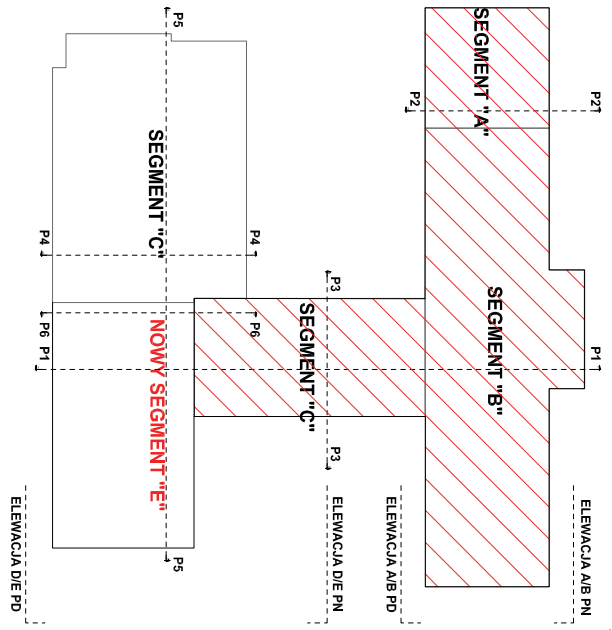 P5
SEGMENT "A"
P2
P2
SEGMENT "C"
P4
P4
P3
P6
P6
P1
P1
NOWY SEGMENT "E"
SEGMENT "C"
SEGMENT "B"
P3
P5
ELEWACJA D/E PD
ELEWACJA D/E PN
ELEWACJA A/B PD
ELEWACJA A/B PN